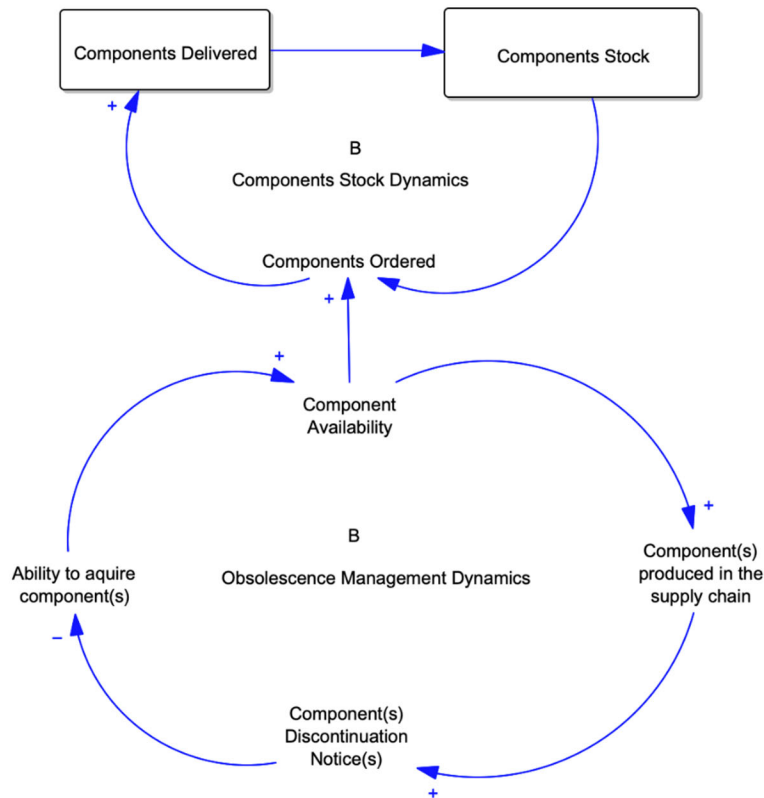 Components Delivered
Components Stock
+
B
Components Stock Dynamics
Components Ordered
+
+
Component
Availability
+
B
Obsolescence Management Dynamics
Ability to aquire
component(s)
Component(s)
produced in the
supply chain
−
Component(s)
Discontinuation
Notice(s)
+